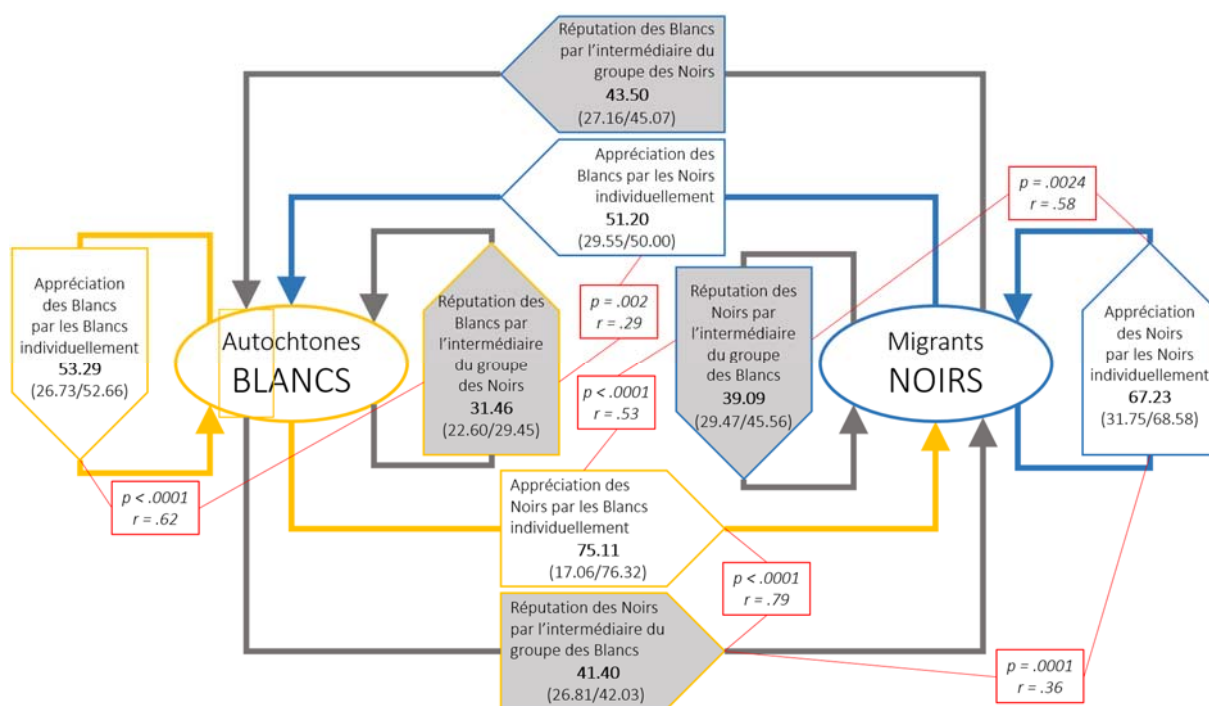 Réputation des Blancs
par l'intermédiaire du
groupe des Noirs
43.50
(27.16/45.07)
Appréciation des
Blancs par les Noirs
individuellement
51.20
(29.55/50.00)
p = .0024
r = .58
Appréciation
des Blancs
par les Blancs
individuellement
53.29
(26.73/52.66)
Autochtones
BLANCS
Réputation des
Blancs par
l'intermédiaire
du groupe
des Noirs
31.46
(22.60/29.45)
p = .002
r = .29
p < .0001
r = .53
Réputation des
Noirs par
l'intermédiaire
du groupe
des Blancs
39.09
(29.47/45.56)
Migrants
NOIRS
Appréciation
des Noirs
par les Noirs
individuellement
67.23
(31.75/68.58)
p < .0001
r = .62
Appréciation des
Noirs par les Blancs
individuellement
75.11
(17.06/76.32)
p < .0001
r = .79
Réputation des Noirs
par l'intermédiaire du
groupe des Blancs
41.40
(26.81/42.03)
p = .0001
r = .36